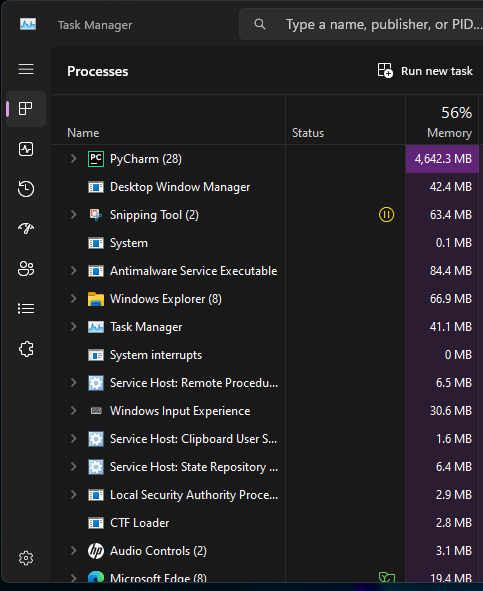 Task Manager
Type a name, publisher, or PID...
Processes
Run new task
56%
Name Status Memory
PC PyCharm (28) 4,642.3 MB
Desktop Window Manager 42.4 MB
Snipping Tool (2) 63.4 MB
System 0.1 MB
Antimalware Service Executable 84.4 MB
Windows Explorer (8) 66.9 MB
Task Manager 41.1 MB
System interrupts 0 MB
Service Host: Remote Procedu... 6.5 MB
Windows Input Experience 30.6 MB
Service Host: Clipboard User S... 1.6 MB
Service Host: State Repository ... 6.4 MB
Local Security Authority Proce... 2.9 MB
CTF Loader 2.8 MB
hp Audio Controls (2) 3.1 MB
Microsoft Edge (8) 19.4 MB